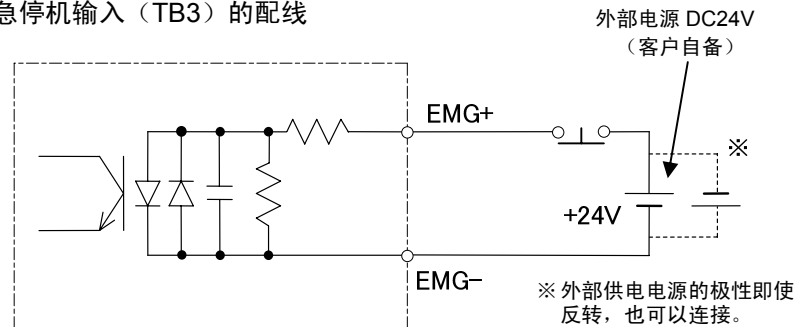 急停机输入（TB3）的配线
外部电源 DC24V
（客户自备）
EMG+
※
+24V
EMG−
※ 外部供电电源的极性即使
反转，也可以连接。